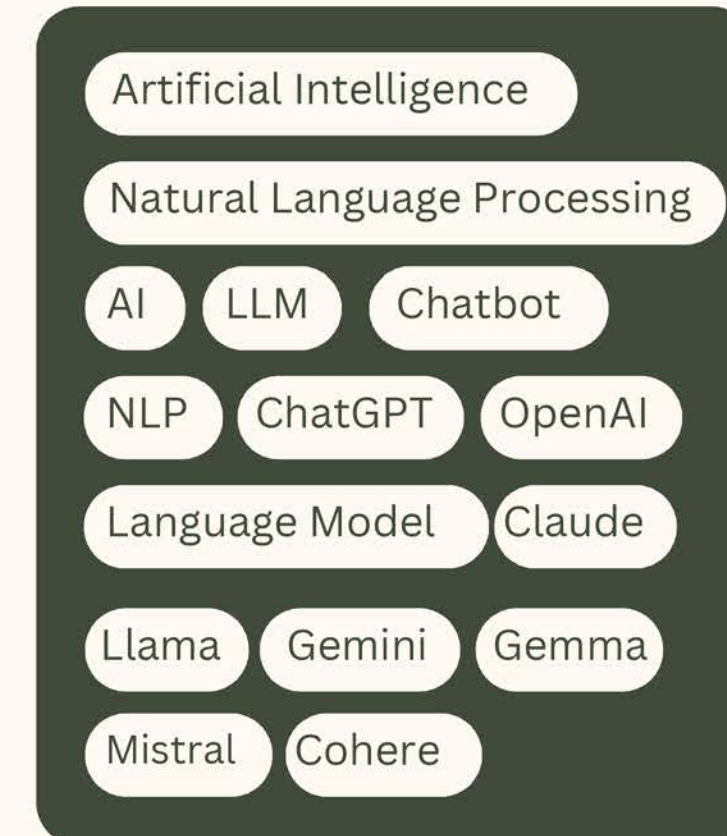 Artificial Intelligence
Natural Language Processing
AI LLM Chatbot
NLP ChatGPT OpenAI
Language Model Claude
Llama Gemini Gemma
Mistral Cohere